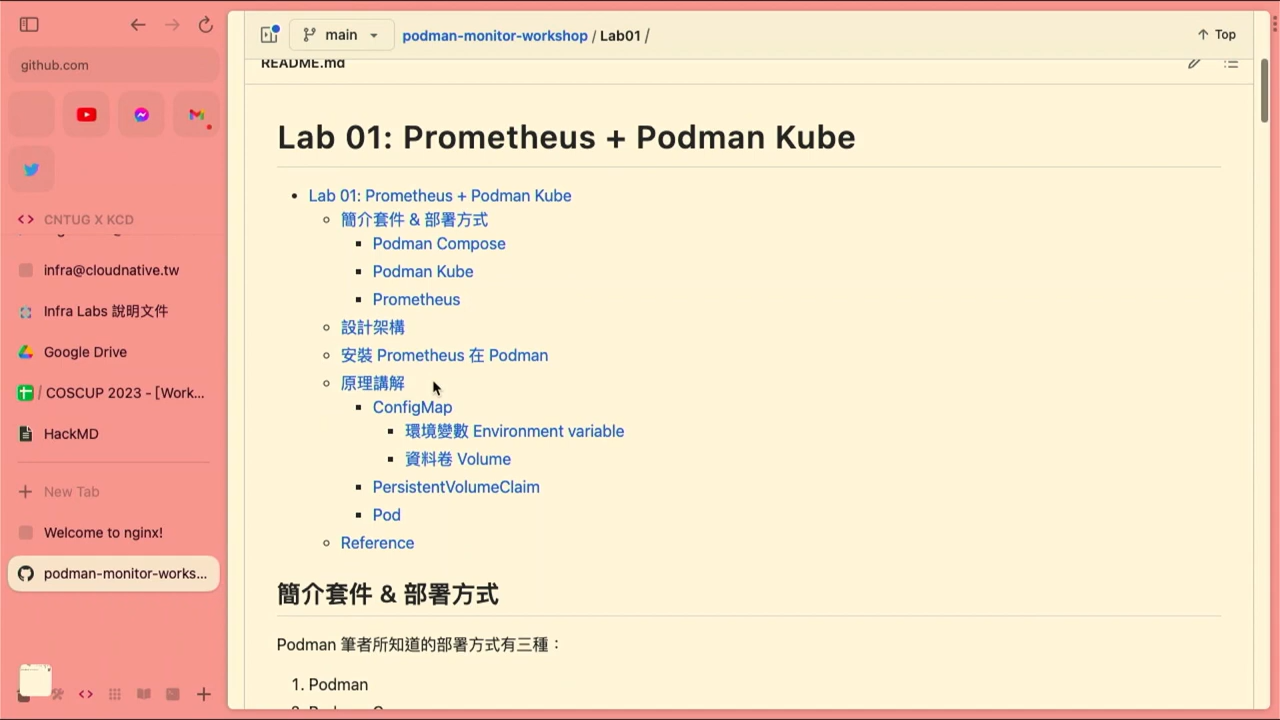 github.com
CNTUG X KCD
infra@cloudnative.tw
Infra Labs 說明文件
Google Drive
/ COSCUP 2023 - [Work...
HackMD
New Tab
Welcome to nginx!
podman-monitor-works...
main
podman-monitor-workshop / Lab01 /
Top
README.md
Lab 01: Prometheus + Podman Kube
Lab 01: Prometheus + Podman Kube
簡介套件 & 部署方式
Podman Compose
Podman Kube
Prometheus
設計架構
安裝 Prometheus 在 Podman
原理講解
ConfigMap
環境變數 Environment variable
資料卷 Volume
PersistentVolumeClaim
Pod
Reference
簡介套件 & 部署方式
Podman 筆者所知道的部署方式有三種：
1. Podman